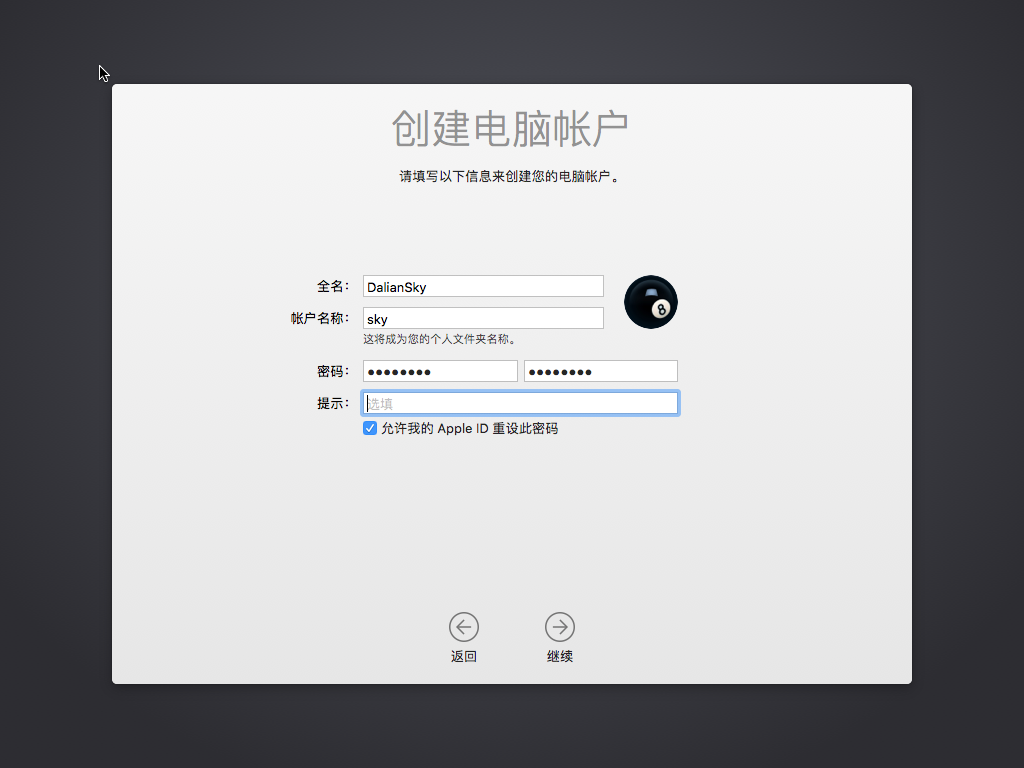 创建电脑帐户
请填写以下信息来创建您的电脑帐户。
全名： DalianSky
8
帐户名称： sky
这将成为您的个人文件夹名称。
密码： ●●●●●●●● ●●●●●●●●
提示： 选填
允许我的 Apple ID 重设此密码
返回 继续